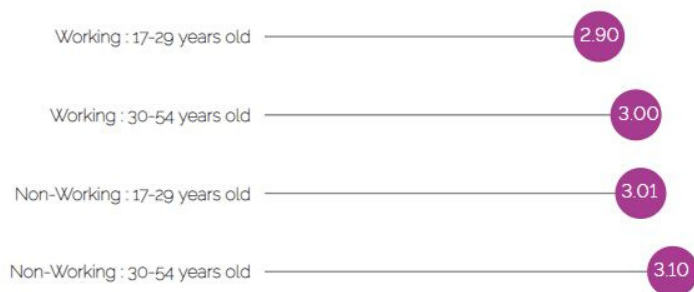 Working : 17-29 years old 2.90
Working : 30-54 years old 3.00
Non-Working : 17-29 years old 3.01
Non-Working : 30-54 years old 3.10